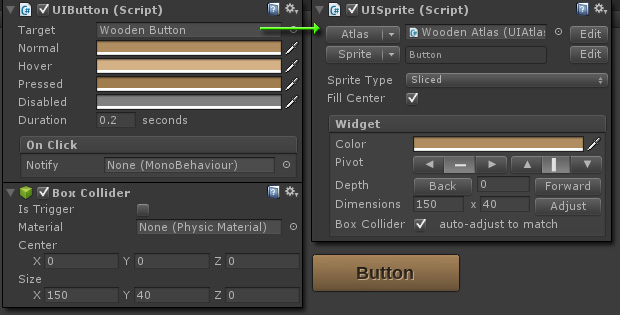 UIButton (Script)
Target Wooden Button
Normal
Hover
Pressed
Disabled
Duration 0.2 seconds
On Click
Notify None (MonoBehaviour)
Box Collider
Is Trigger
Material None (Physic Material)
Center
X 0 Y 0 Z 0
Size
X 150 Y 40 Z 0
UISprite (Script)
Atlas Wooden Atlas (UIAtlas Edit
Sprite Button Edit
Sprite Type Sliced
Fill Center
Widget
Color
Pivot
Depth Back 0 Forward
Dimensions 150 x 40 Adjust
Box Collider auto-adjust to match
Button